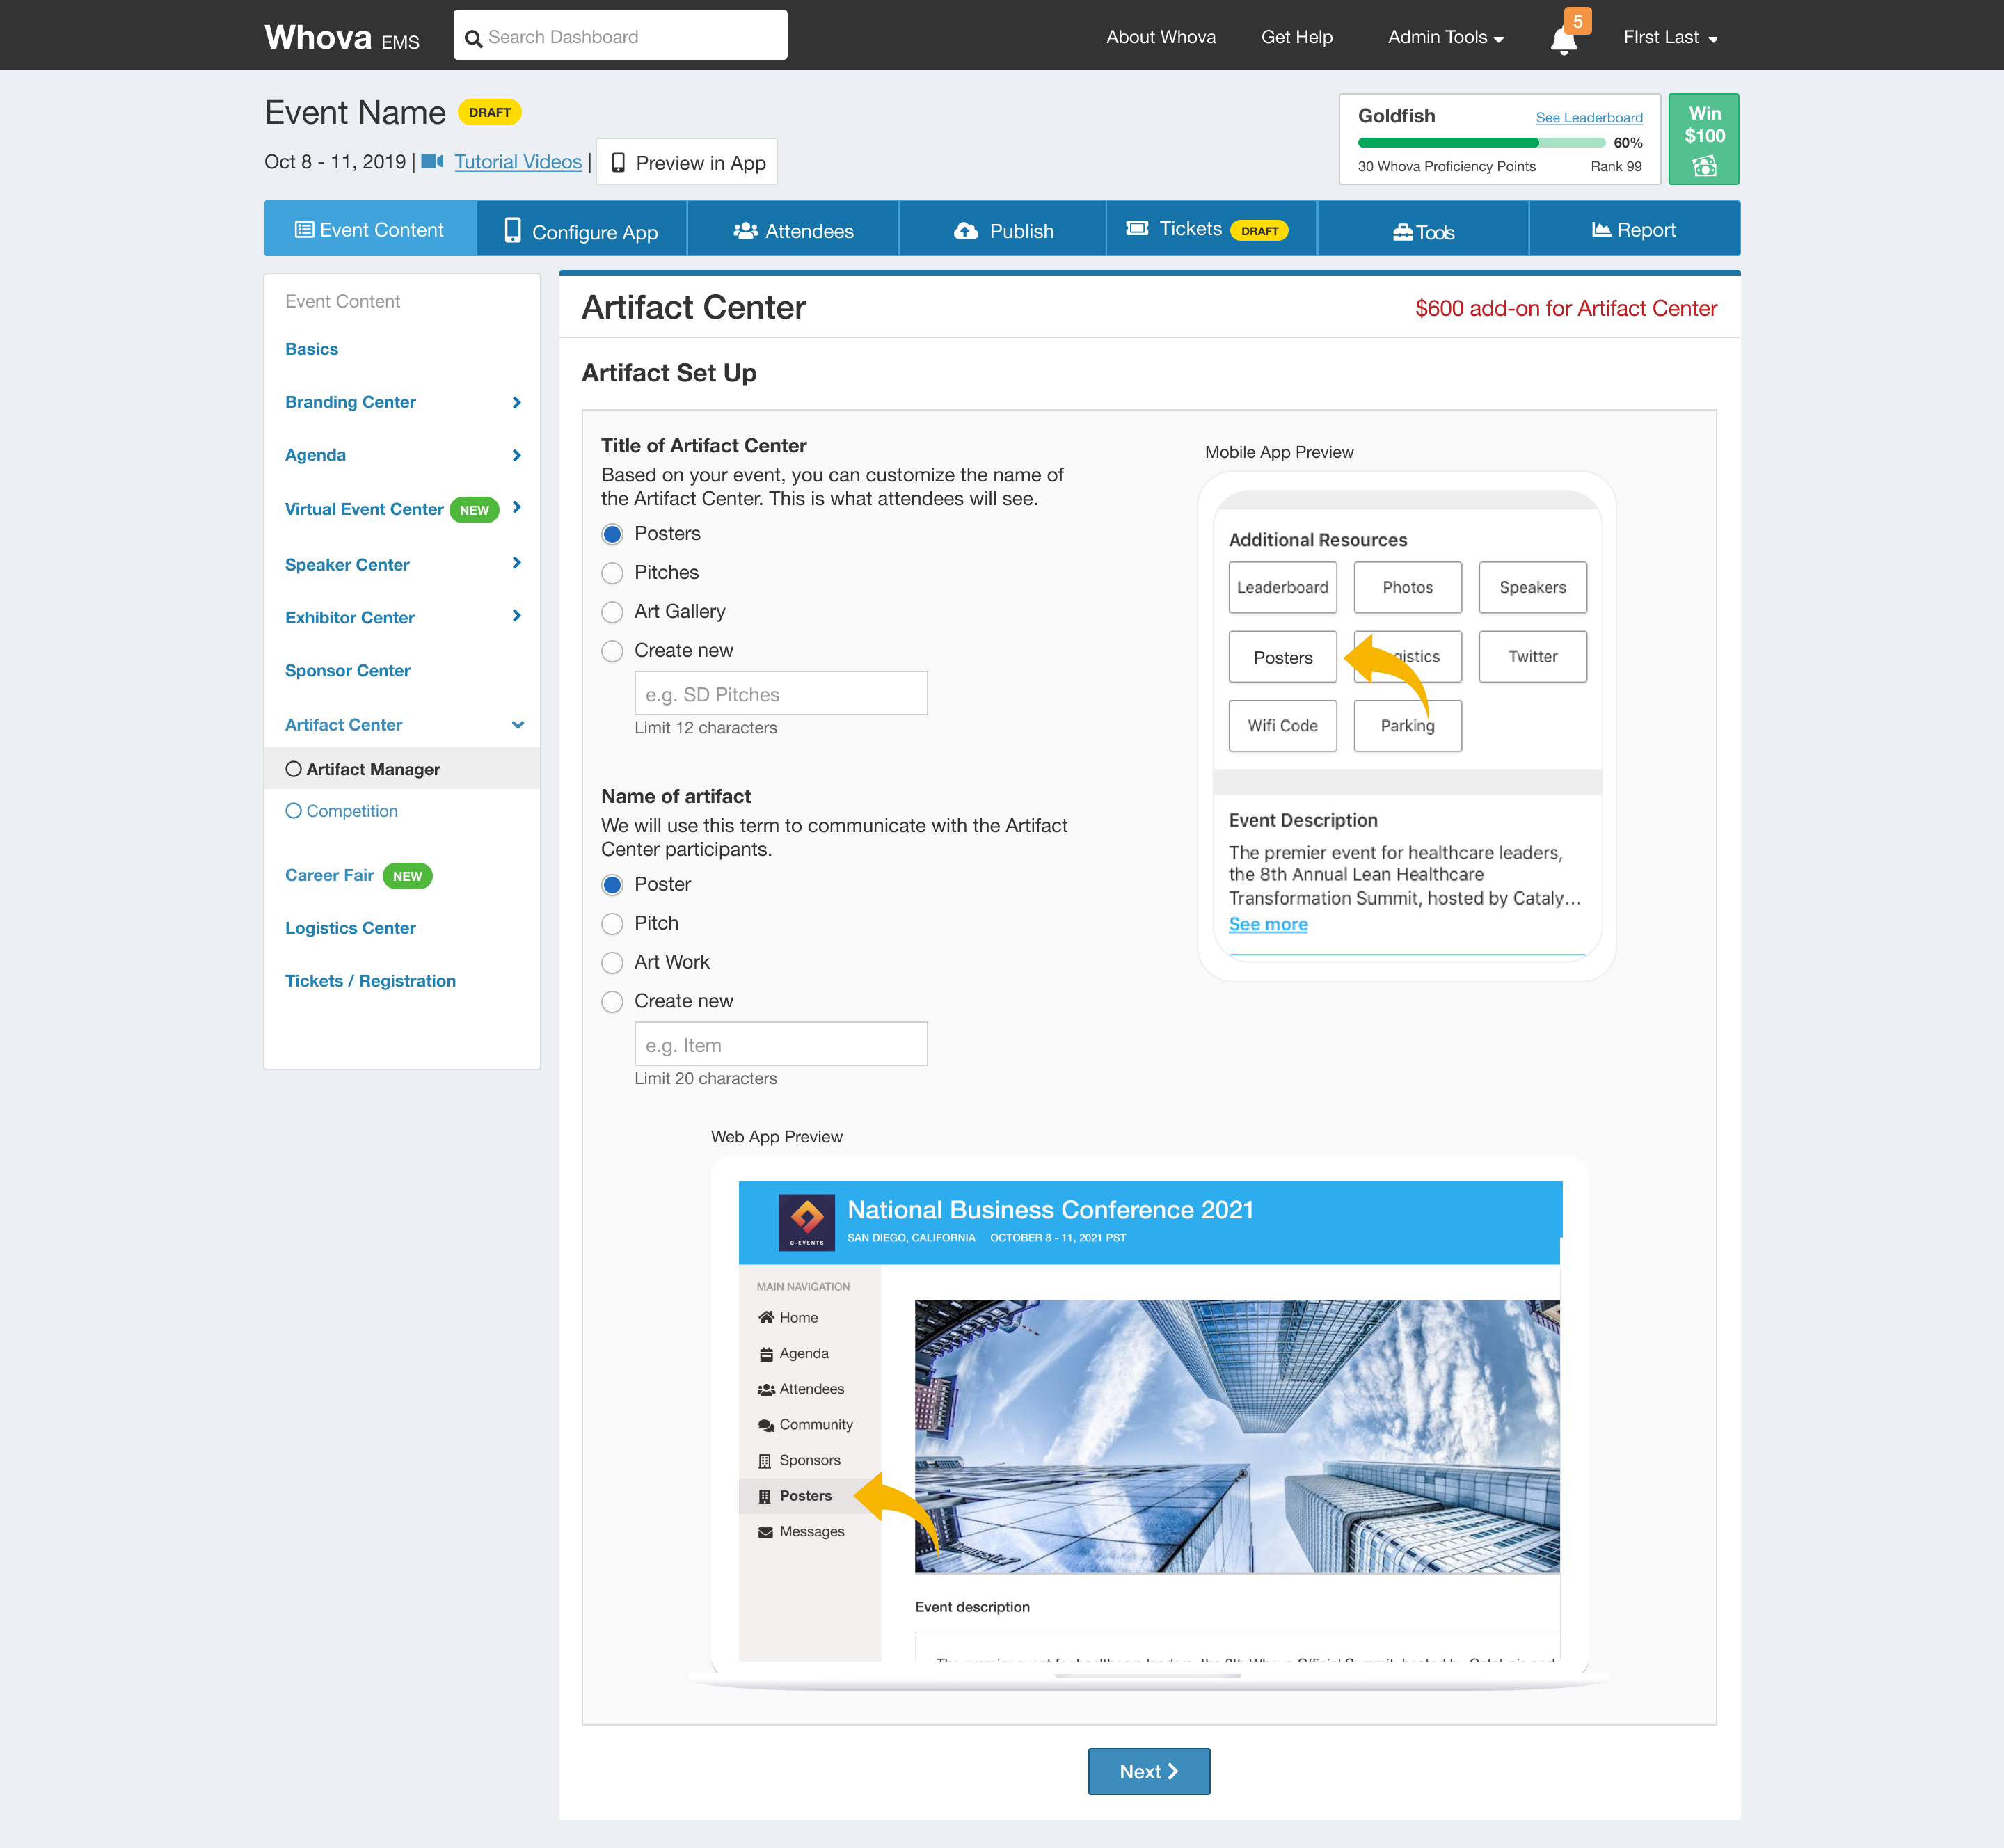 Whova EMS
Search Dashboard
About Whova
Get Help
Admin Tools
5
FIrst Last
Event Name DRAFT
Oct 8 - 11, 2019 | Tutorial Videos | Preview in App
Goldfish See Leaderboard
60%
30 Whova Proficiency Points Rank 99
Win
$100
Event Content
Configure App
Attendees
Publish
Tickets DRAFT
Tools
Report
Event Content
Basics
Branding Center
Agenda
Virtual Event Center NEW
Speaker Center
Exhibitor Center
Sponsor Center
Artifact Center
Artifact Manager
Competition
Career Fair NEW
Logistics Center
Tickets / Registration
Artifact Center
$600 add-on for Artifact Center
Artifact Set Up
Title of Artifact Center
Based on your event, you can customize the name of
the Artifact Center. This is what attendees will see.
Posters
Pitches
Art Gallery
Create new
e.g. SD Pitches
Limit 12 characters
Name of artifact
We will use this term to communicate with the Artifact
Center participants.
Poster
Pitch
Art Work
Create new
e.g. Item
Limit 20 characters
Mobile App Preview
Additional Resources
Leaderboard Photos Speakers
Posters gistics Twitter
Wifi Code Parking
Event Description
The premier event for healthcare leaders,
the 8th Annual Lean Healthcare
Transformation Summit, hosted by Cataly...
See more
Web App Preview
D-EVENTS
National Business Conference 2021
SAN DIEGO, CALIFORNIA OCTOBER 8 - 11, 2021 PST
MAIN NAVIGATION
Home
Agenda
Attendees
Community
Sponsors
Posters
Messages
Event description
Next